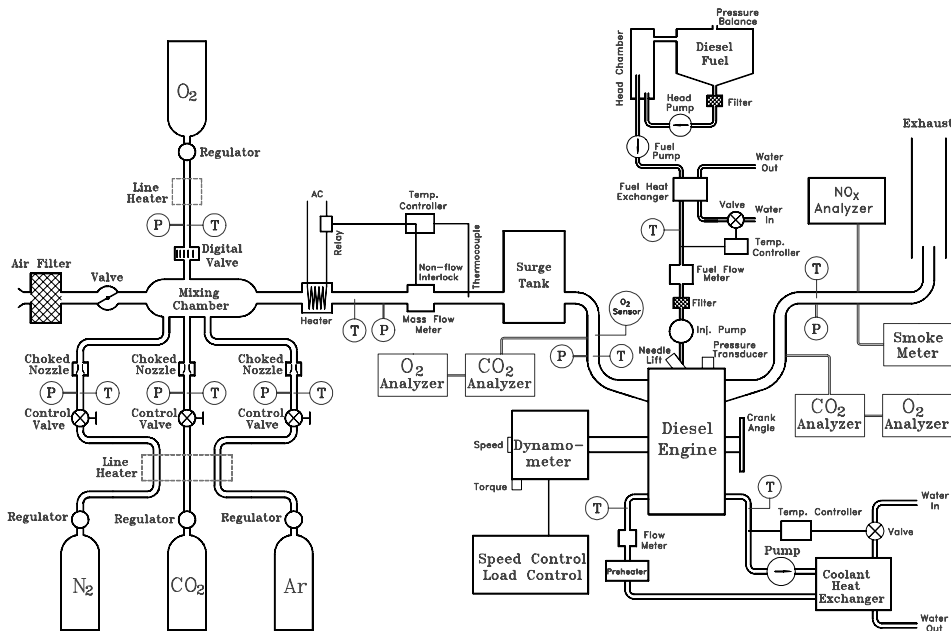 Pressure
Balance
Diesel
Fuel
Head Chamber
Head
Pump
Filter
Fuel
Pump
Water
Out
Fuel Heat
Exchanger
Valve
Water
In
T
Temp.
Controller
Fuel Flow
Meter
Filter
Inj. Pump
Needle
Lift
Pressure
Transducer
O2
Regulator
Line
Heater
P
T
Digital
Valve
Air Filter
Valve
Mixing
Chamber
AC
Relay
Temp.
Controller
Thermocouple
Non-flow
Interlock
Heater
T
P
Mass Flow
Meter
Surge
Tank
O2
Sensor
P
T
O2
Analyzer
CO2
Analyzer
Exhaust
NOX
Analyzer
T
P
Smoke
Meter
CO2
Analyzer
O2
Analyzer
Choked
Nozzle
Choked
Nozzle
Choked
Nozzle
P
T
P
T
P
T
Control
Valve
Control
Valve
Control
Valve
Line
Heater
Regulator
Regulator
Regulator
N2
CO2
Ar
Diesel
Engine
Crank
Angle
Speed
Dynamo-
meter
Torque
Speed Control
Load Control
T
Flow
Meter
Preheater
T
Temp. Controller
Pump
Water
In
Valve
Coolant
Heat
Exchanger
Water
Out